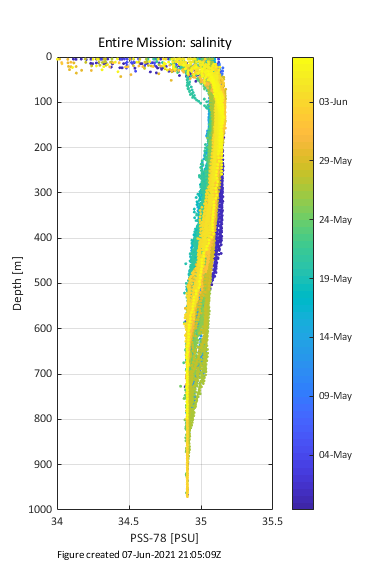 Entire Mission: salinity
0
100
200
300
400
500
600
700
800
900
1000
Depth [m]
34
34.5
35
35.5
PSS-78 [PSU]
03-Jun
29-May
24-May
19-May
14-May
09-May
04-May
Figure created 07-Jun-2021 21:05:09Z